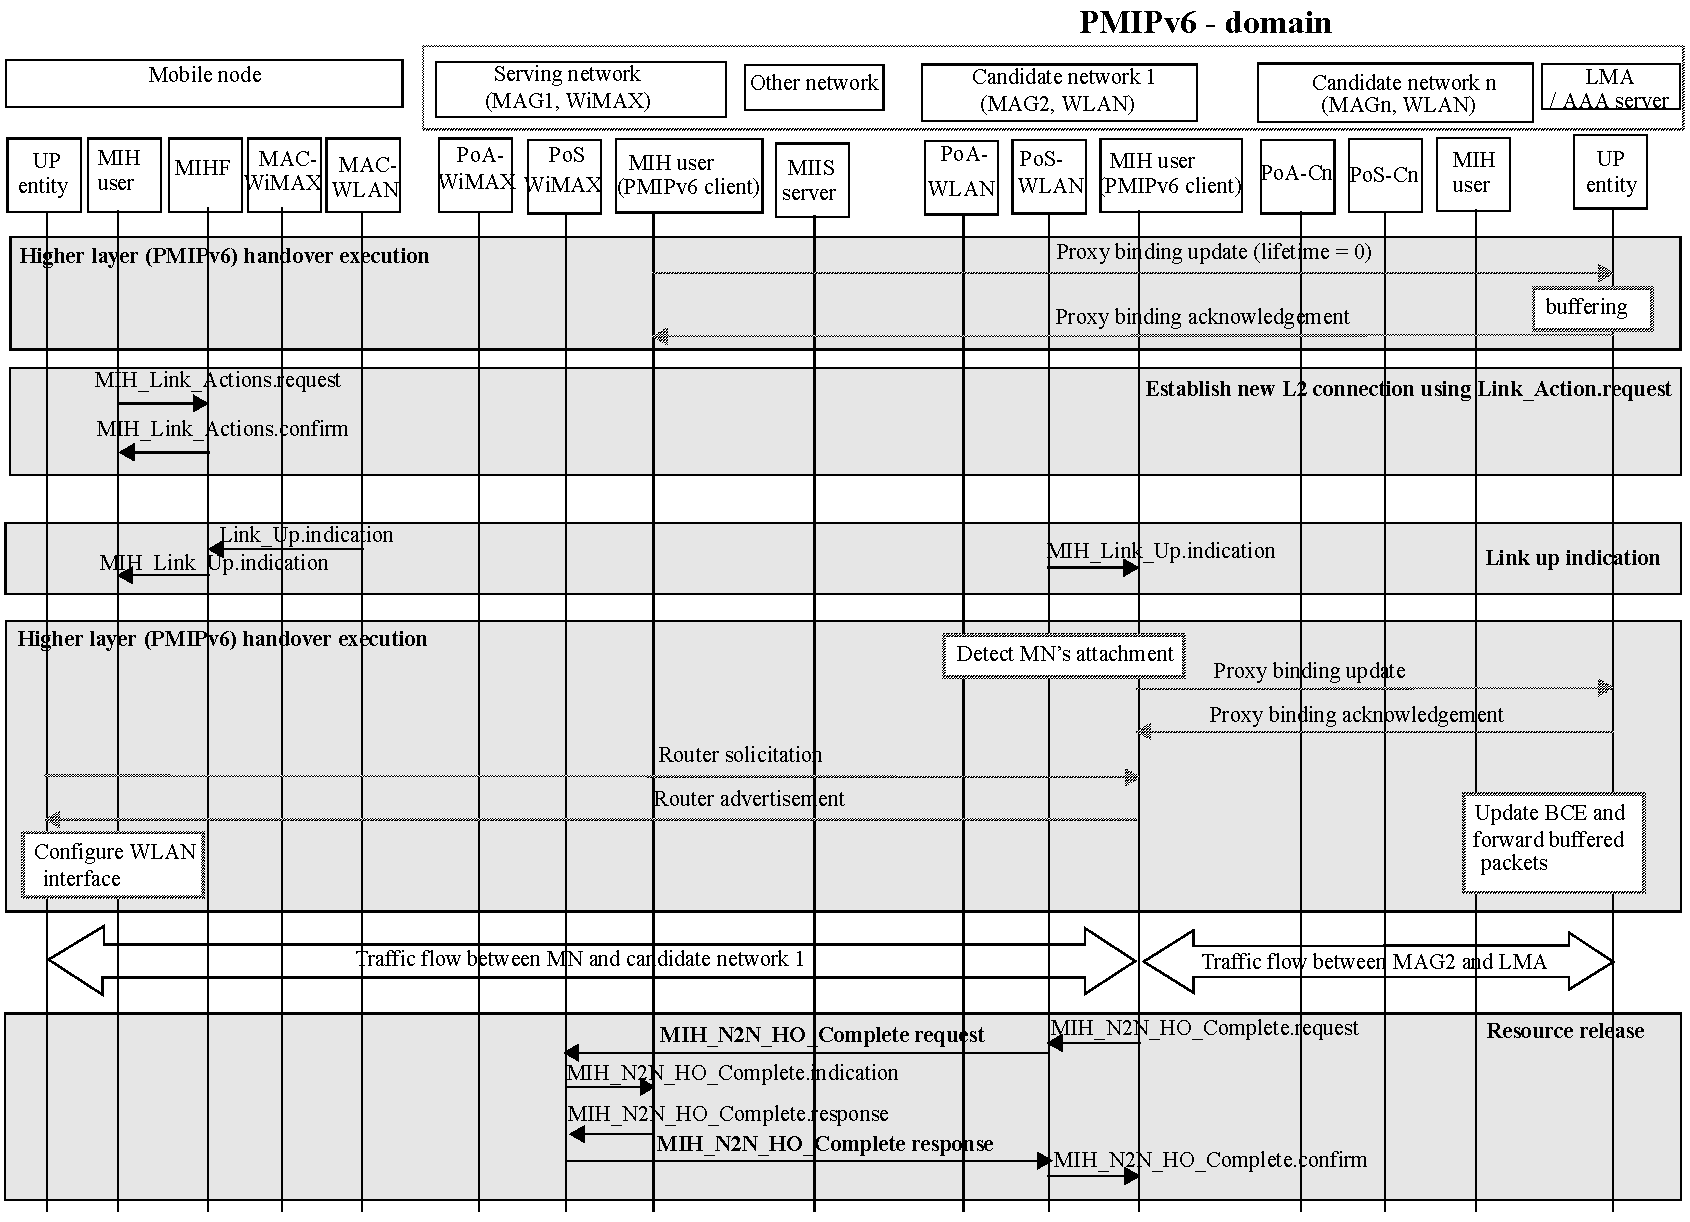 PMIPv6 - domain
Mobile node
Serving network
(MAG1, WiMAX)
Other network
Candidate network 1
(MAG2, WLAN)
Candidate network n
(MAGn, WLAN)
LMA
/ AAA server
UP
entity
MIH
user
MIHF
MAC-
WiMAX
MAC-
WLAN
PoA-
WiMAX
PoS
WiMAX
MIH user
(PMIPv6 client)
MIIS
server
PoA-
WLAN
PoS-
WLAN
MIH user
(PMIPv6 client)
PoA-Cn
PoS-Cn
MIH
user
UP
entity
Higher layer (PMIPv6) handover execution
Proxy binding update (lifetime = 0)
buffering
Proxy binding acknowledgement
MIH_Link_Actions.request
Establish new L2 connection using Link_Action.request
MIH_Link_Actions.confirm
Link_Up.indication
MIH_Link_Up.indication
MIH_Link_Up.indication
Link up indication
Higher layer (PMIPv6) handover execution
Detect MN's attachment
Proxy binding update
Proxy binding acknowledgement
Router solicitation
Router advertisement
Update BCE and
forward buffered
packets
Configure WLAN
interface
Traffic flow between MN and candidate network 1
Traffic flow between MAG2 and LMA
MIH_N2N_HO_Complete.request
Resource release
MIH_N2N_HO_Complete request
MIH_N2N_HO_Complete.indication
MIH_N2N_HO_Complete.response
MIH_N2N_HO_Complete response
MIH_N2N_HO_Complete.confirm